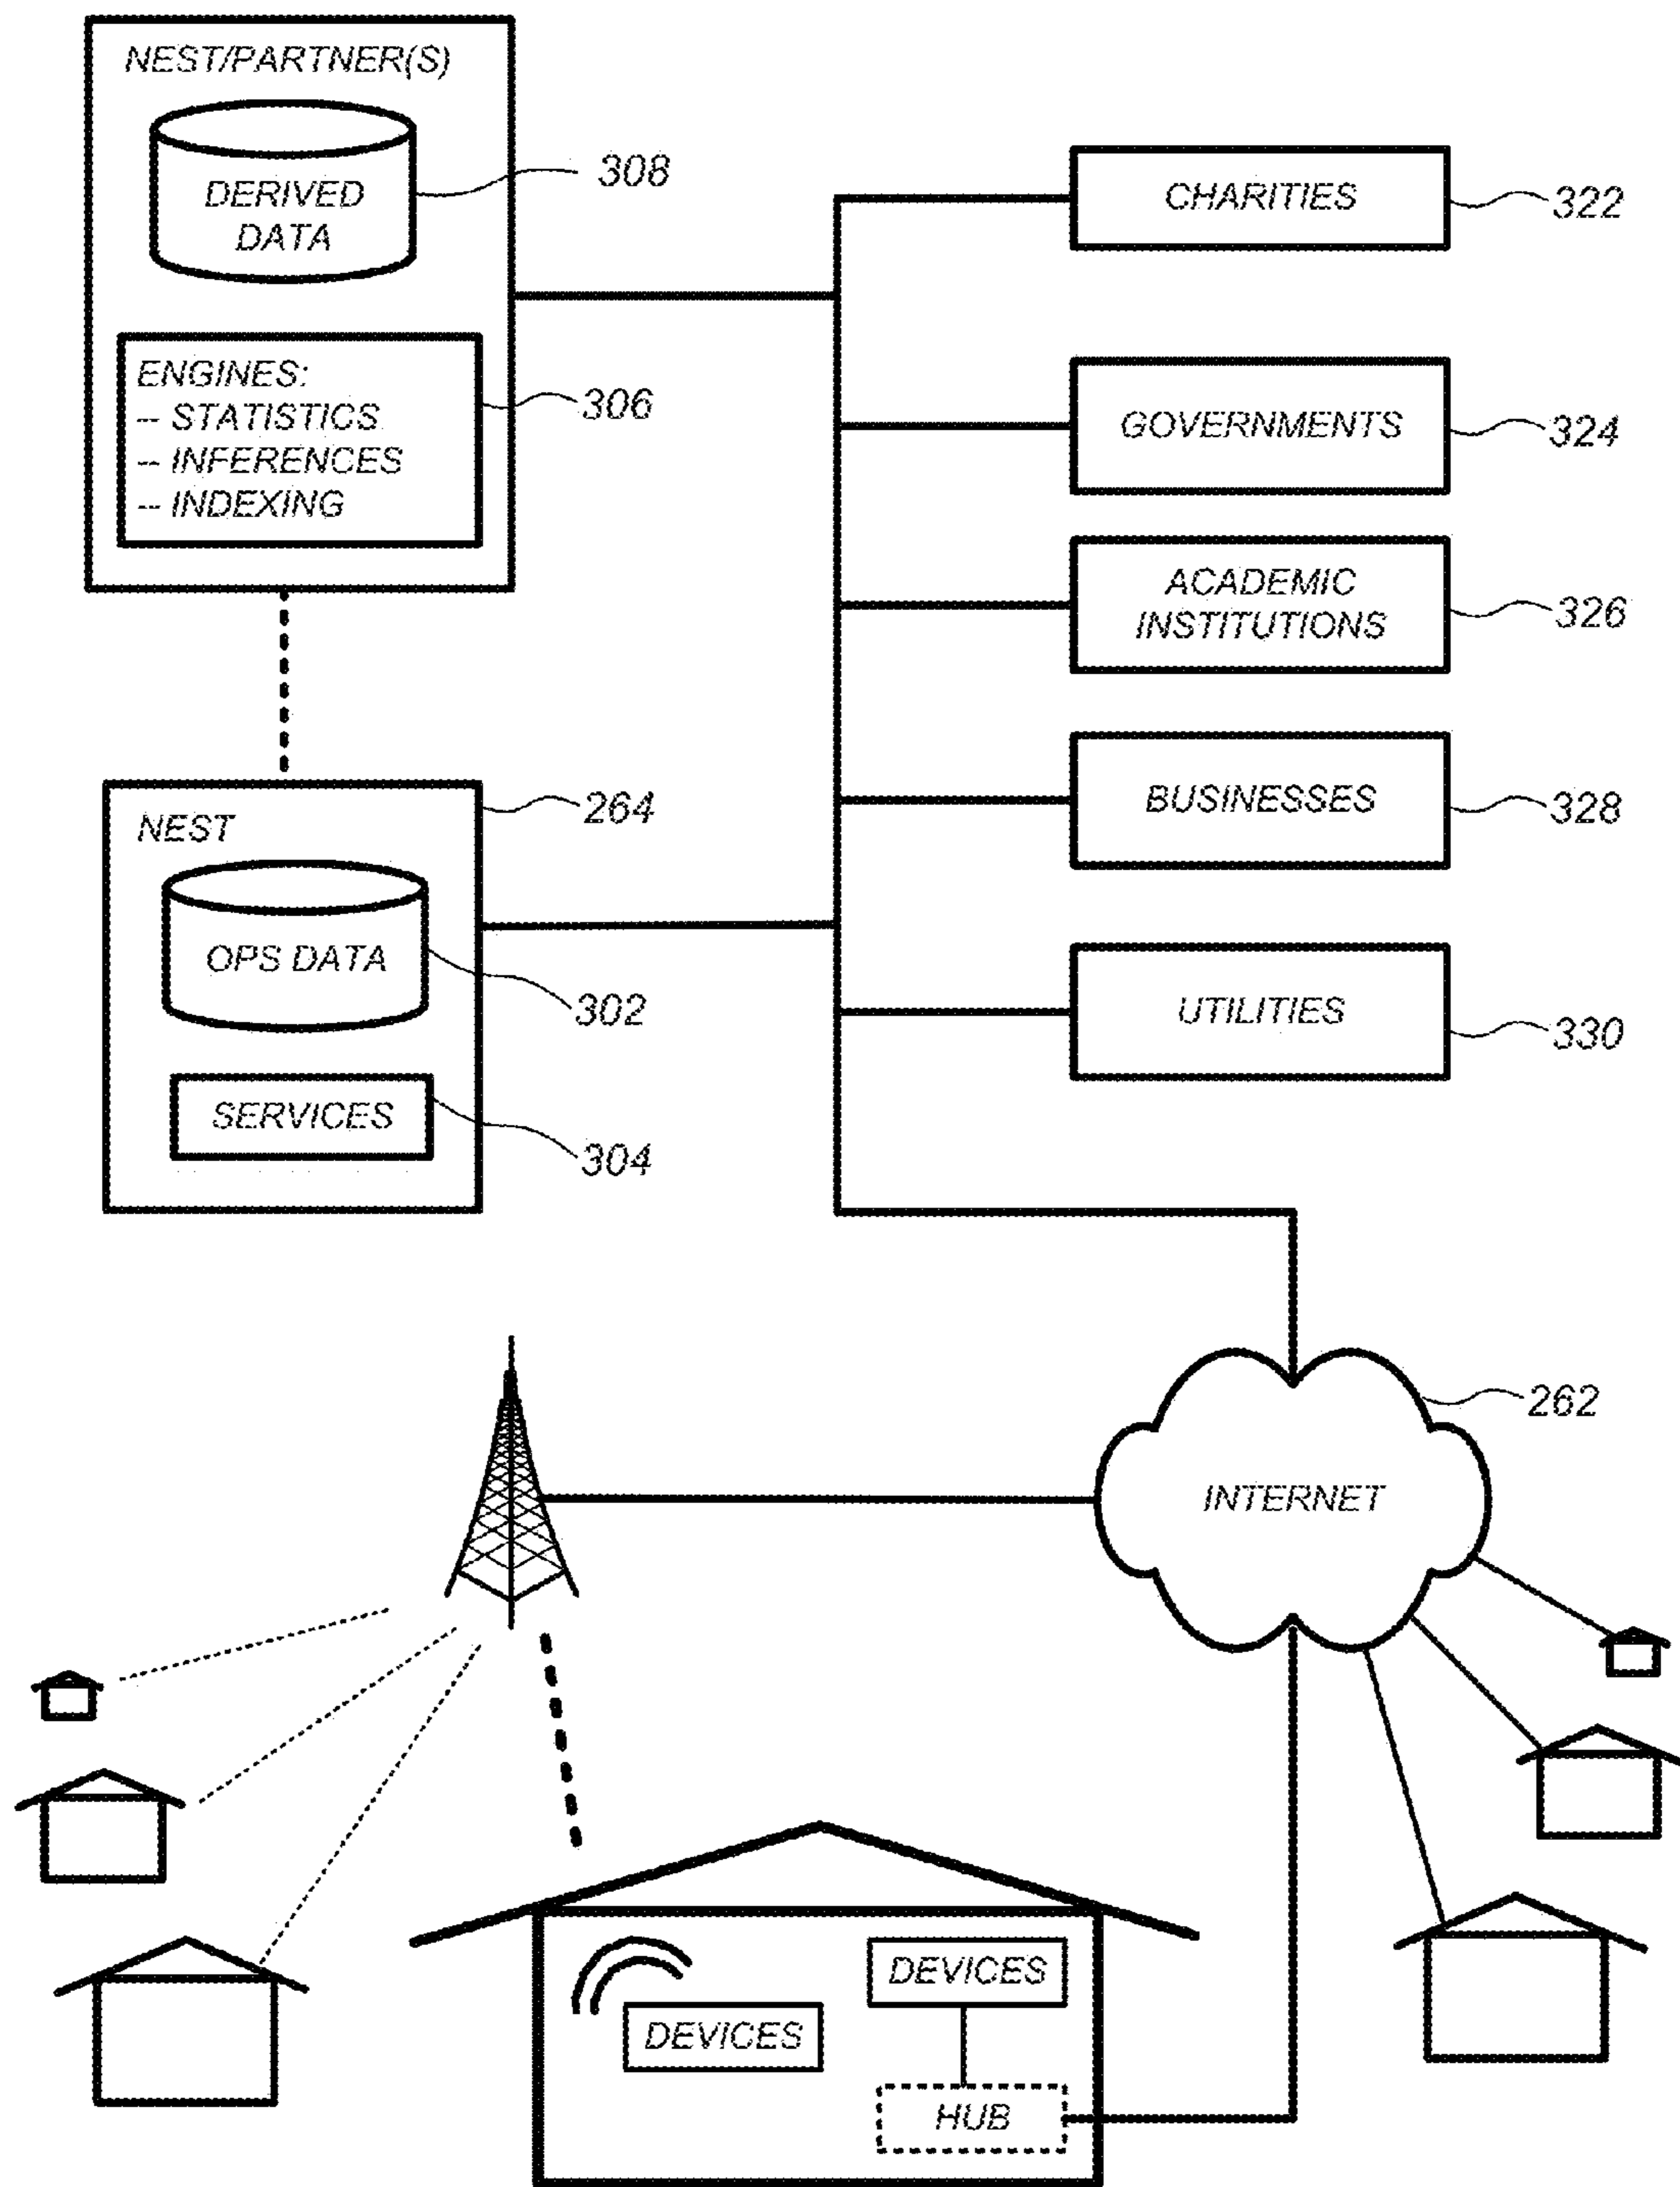 NEST/PARTNER(S)
DERIVED
DATA
308
ENGINES:
-- STATISTICS
-- INFERENCES
-- INDEXING
306
CHARITIES
322
GOVERNMENTS
324
ACADEMIC
INSTITUTIONS
326
BUSINESSES
328
UTILITIES
330
NEST
264
OPS DATA
302
SERVICES
304
262
INTERNET
DEVICES
DEVICES
HUB